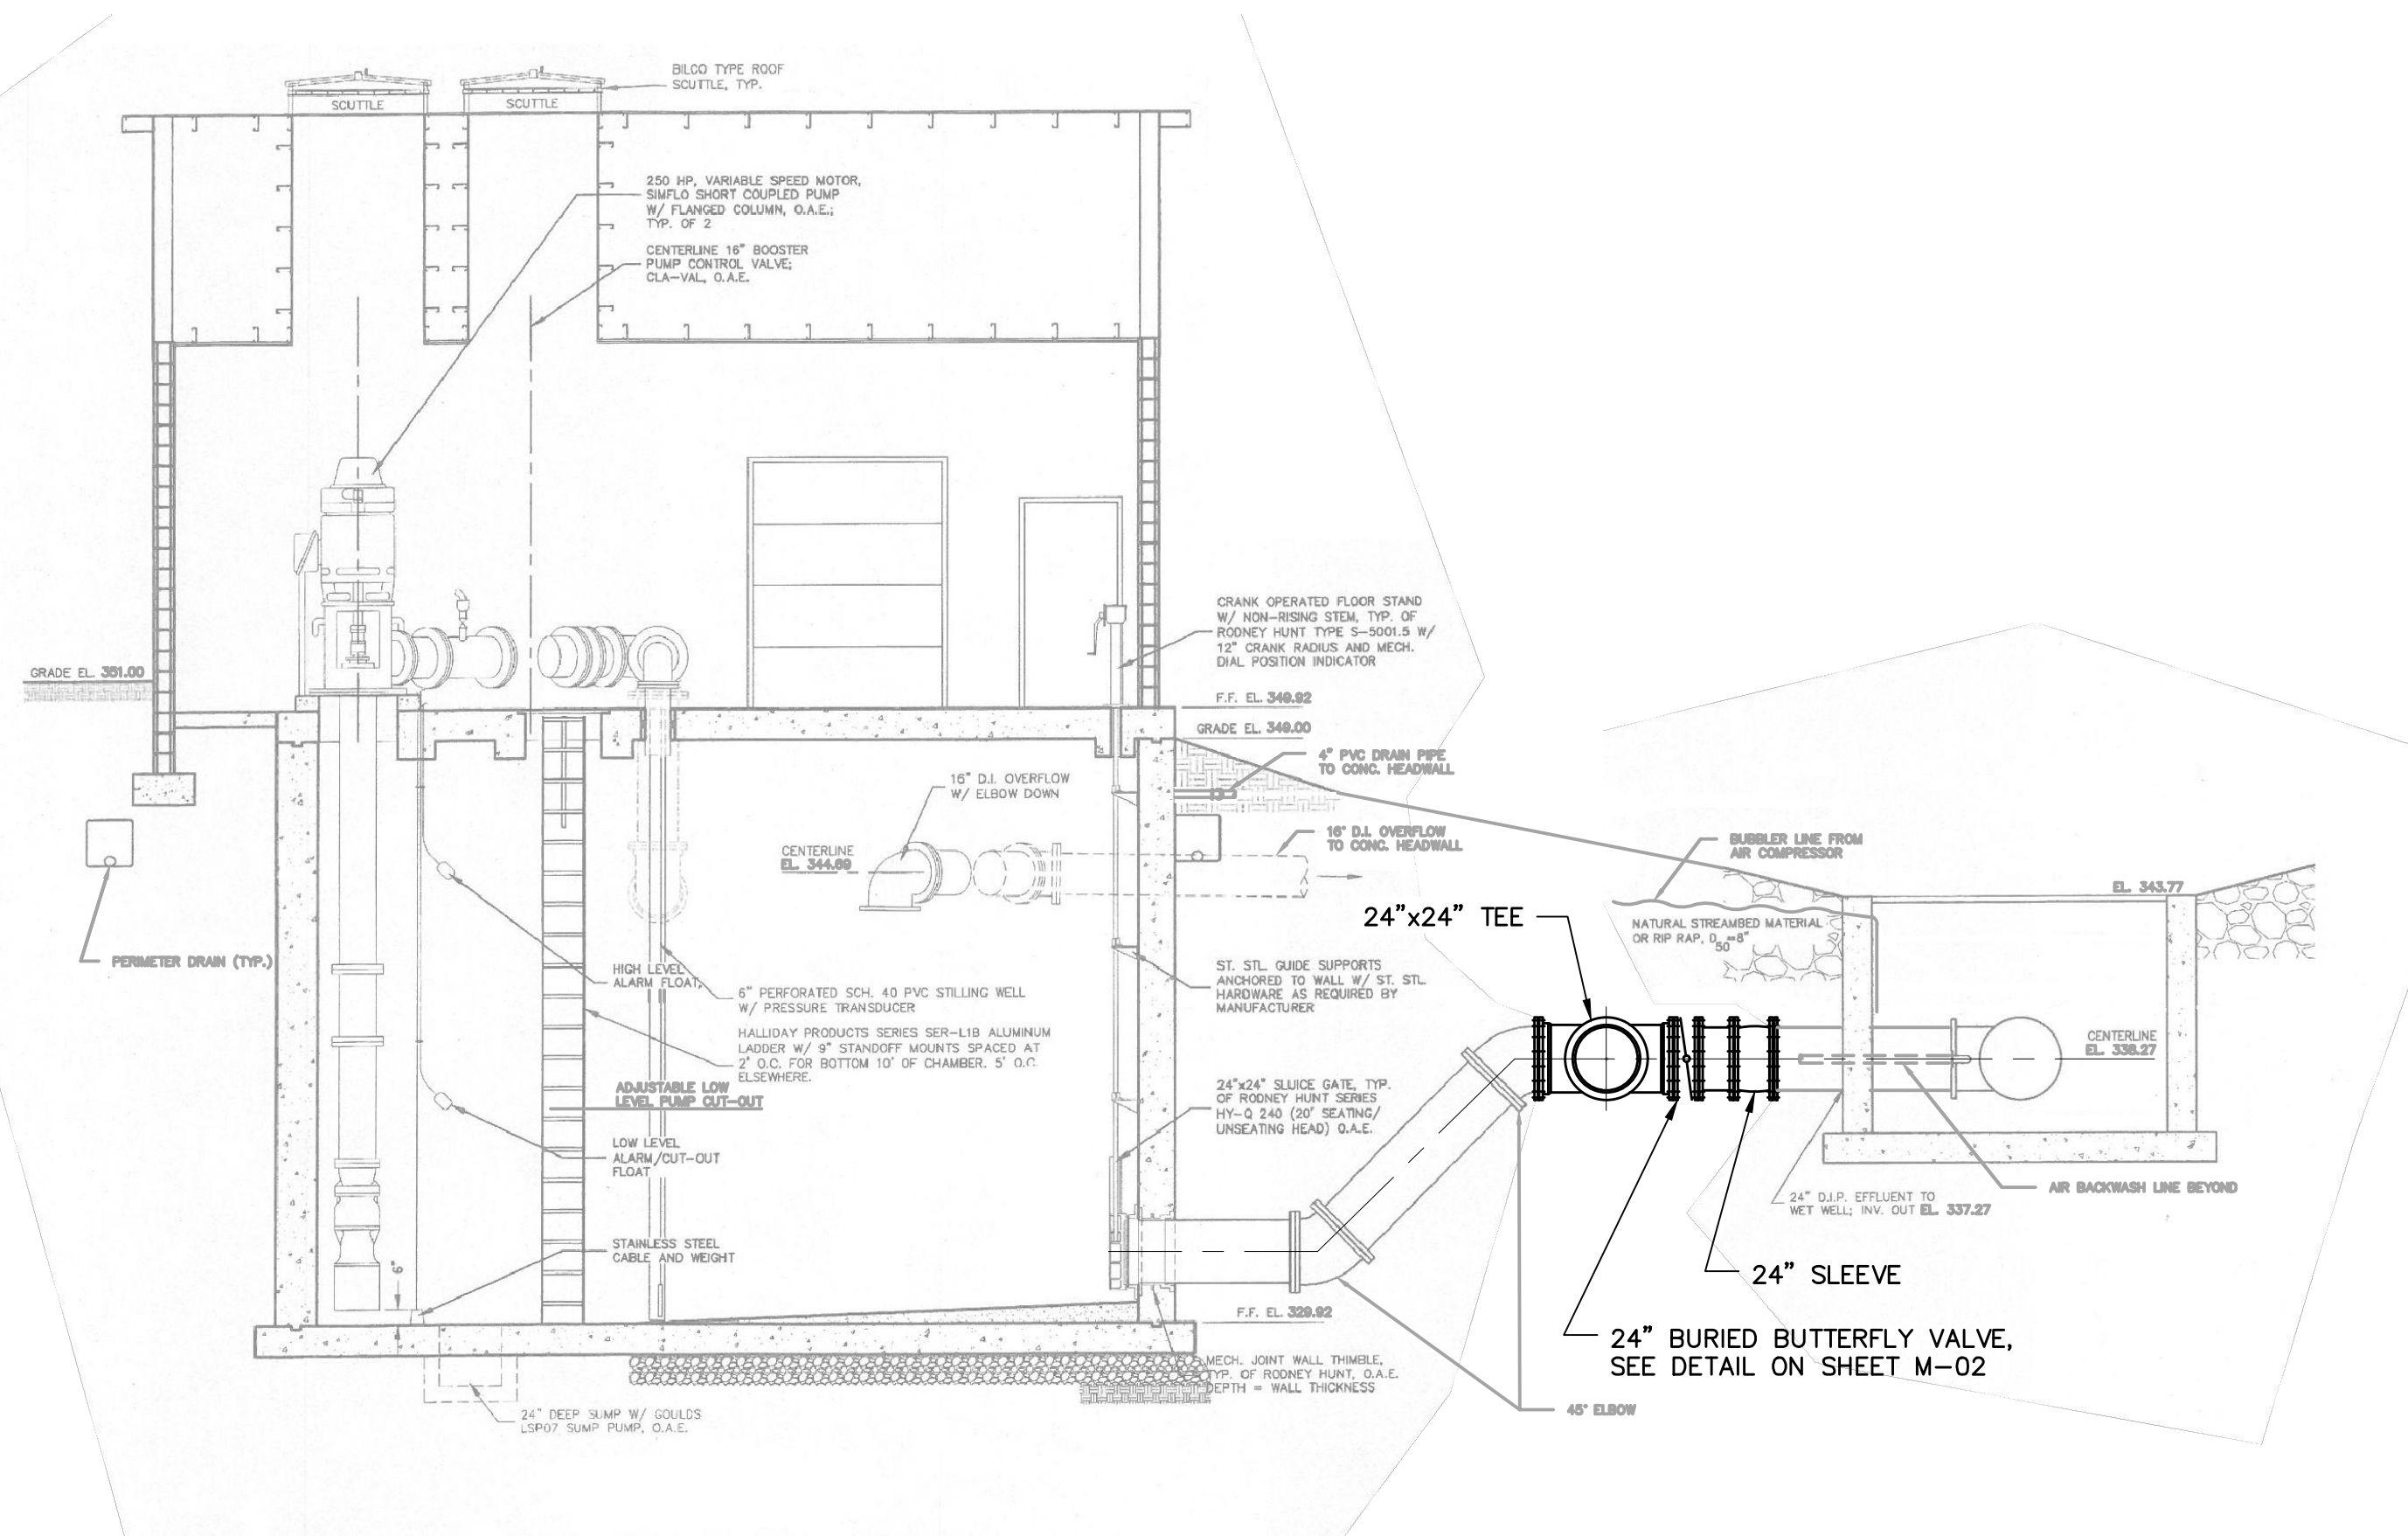 BILCO TYPE ROOF
SCUTTLE, TYP.
SCUTTLE
SCUTTLE
250 HP, VARIABLE SPEED MOTOR,
SIMFLO SHORT COUPLED PUMP
W/ FLANGED COLUMN, O.A.E.;
TYP. OF 2
CENTERLINE 16" BOOSTER
PUMP CONTROL VALVE;
CLA-VAL, O.A.E.
CRANK OPERATED FLOOR STAND
W/ NON-RISING STEM, TYP. OF
RODNEY HUNT TYPE S-5001.5 W/
12" CRANK RADIUS AND MECH.
DIAL POSITION INDICATOR
GRADE EL. 351.00
F.F. EL. 349.92
GRADE EL. 349.00
4" PVC DRAIN PIPE
TO CONC. HEADWALL
16" D.I. OVERFLOW
W/ ELBOW DOWN
16" D.I. OVERFLOW
TO CONC. HEADWALL
CENTERLINE
EL. 344.69
BUBBLER LINE FROM
AIR COMPRESSOR
EL. 343.77
24"x24" TEE
NATURAL STREAMBED MATERIAL
OR RIP RAP, D50=8"
PERIMETER DRAIN (TYP.)
HIGH LEVEL
ALARM FLOAT,
6" PERFORATED SCH. 40 PVC STILLING WELL
W/ PRESSURE TRANSDUCER
ST. STL. GUIDE SUPPORTS
ANCHORED TO WALL W/ ST. STL.
HARDWARE AS REQUIRED BY
MANUFACTURER
HALLIDAY PRODUCTS SERIES SER-L1B ALUMINUM
LADDER W/ 9" STANDOFF MOUNTS SPACED AT
2' O.C. FOR BOTTOM 10' OF CHAMBER. 5' O.C.
ELSEWHERE.
CENTERLINE
EL. 338.27
ADJUSTABLE LOW
LEVEL PUMP CUT-OUT
24"x24" SLUICE GATE, TYP.
OF RODNEY HUNT SERIES
HY-Q 240 (20' SEATING/
UNSEATING HEAD) O.A.E.
LOW LEVEL
ALARM/CUT-OUT
FLOAT
24" D.I.P. EFFLUENT TO
WET WELL; INV. OUT EL. 337.27
AIR BACKWASH LINE BEYOND
STAINLESS STEEL
CABLE AND WEIGHT
6"
24" SLEEVE
F.F. EL. 329.92
24" BURIED BUTTERFLY VALVE,
SEE DETAIL ON SHEET M-02
MECH. JOINT WALL THIMBLE,
TYP. OF RODNEY HUNT, O.A.E.
DEPTH = WALL THICKNESS
45° ELBOW
24" DEEP SUMP W/ GOULDS
LSP07 SUMP PUMP, O.A.E.